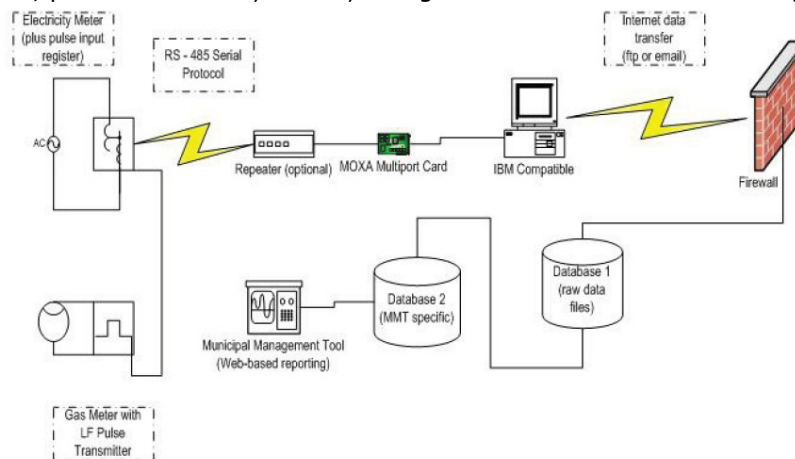 Electricity Meter
(plus pulse input
register)
RS - 485 Serial
Protocol
Internet data
transfer
(ftp or email)
AC
Repeater (optional)
MOXA Multiport Card
IBM Compatible
Firewall
Database 1
(raw data
files)
Database 2
(MMT specific)
Municipal Management Tool
(Web-based reporting)
Gas Meter with
LF Pulse
Transmitter